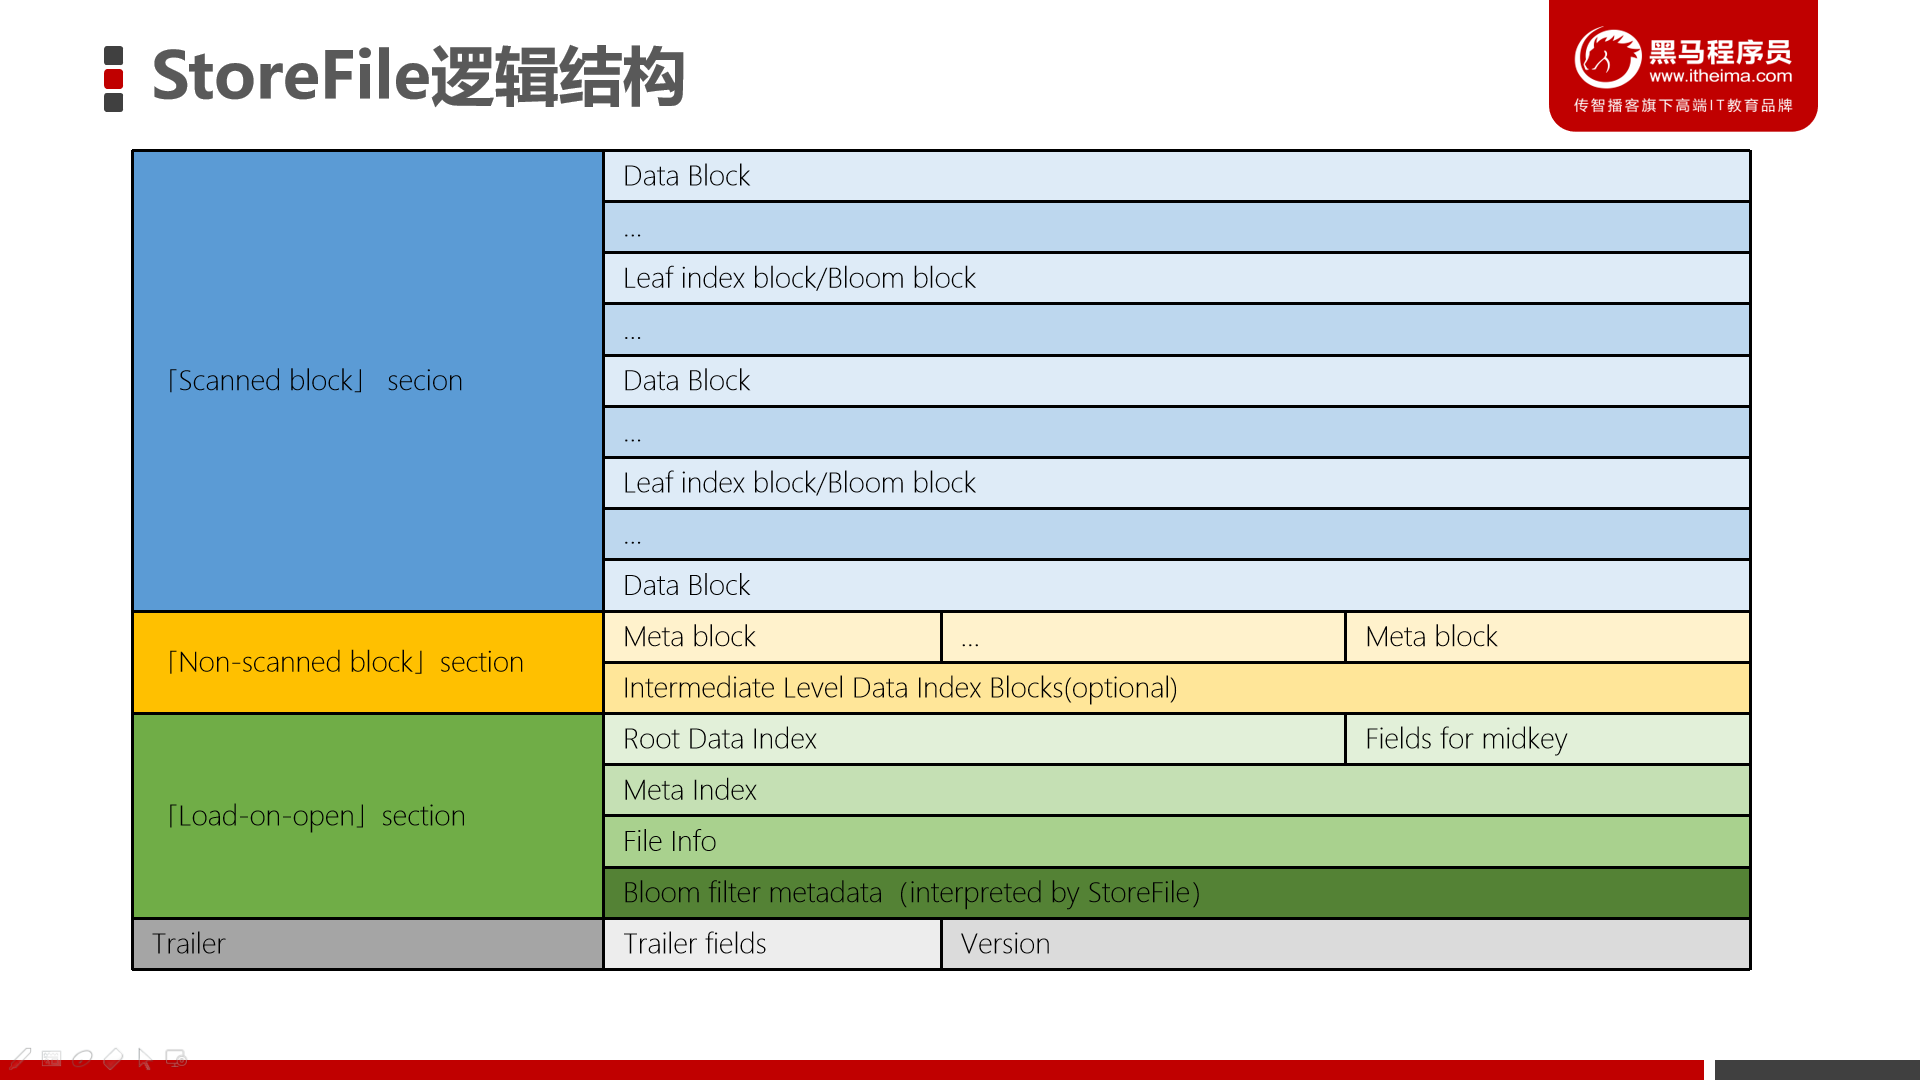 StoreFile逻辑结构
黑马程序员
www.itheima.com
传智播客旗下高端IT教育品牌
「Scanned block」 secion
Data Block
...
Leaf index block/Bloom block
...
Data Block
...
Leaf index block/Bloom block
...
Data Block
「Non-scanned block」section
Meta block ... Meta block
Intermediate Level Data Index Blocks(optional)
「Load-on-open」section
Root Data Index Fields for midkey
Meta Index
File Info
Bloom filter metadata（interpreted by StoreFile）
Trailer Trailer fields Version